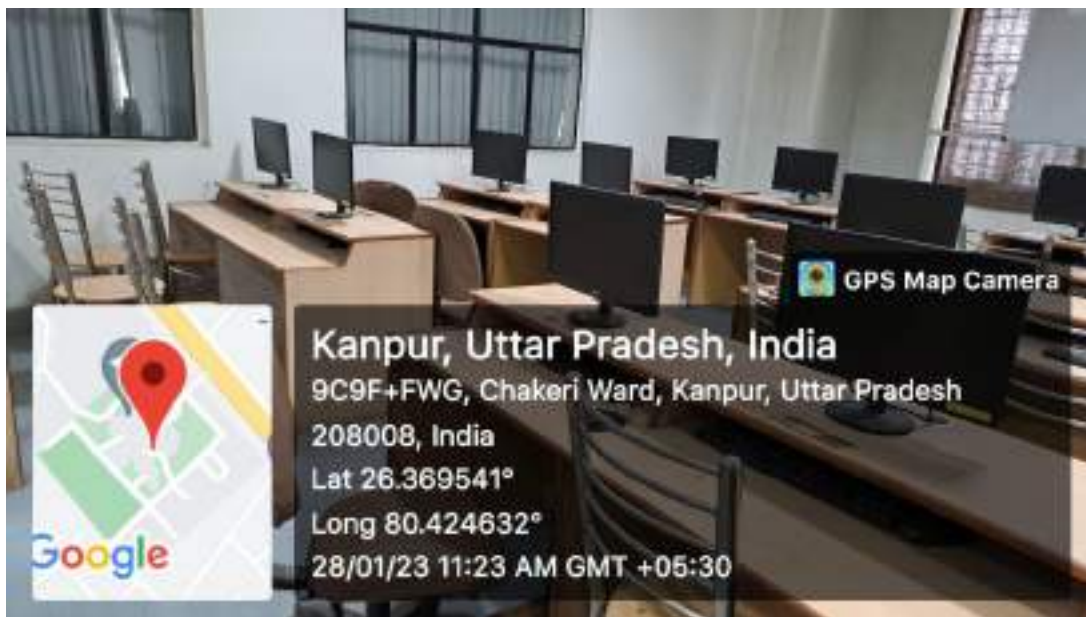 GPS Map Camera
Kanpur, Uttar Pradesh, India
9C9F+FWG, Chakeri Ward, Kanpur, Uttar Pradesh
208008, India
Lat 26.369541°
Long 80.424632°
28/01/23 11:23 AM GMT +05:30
Google